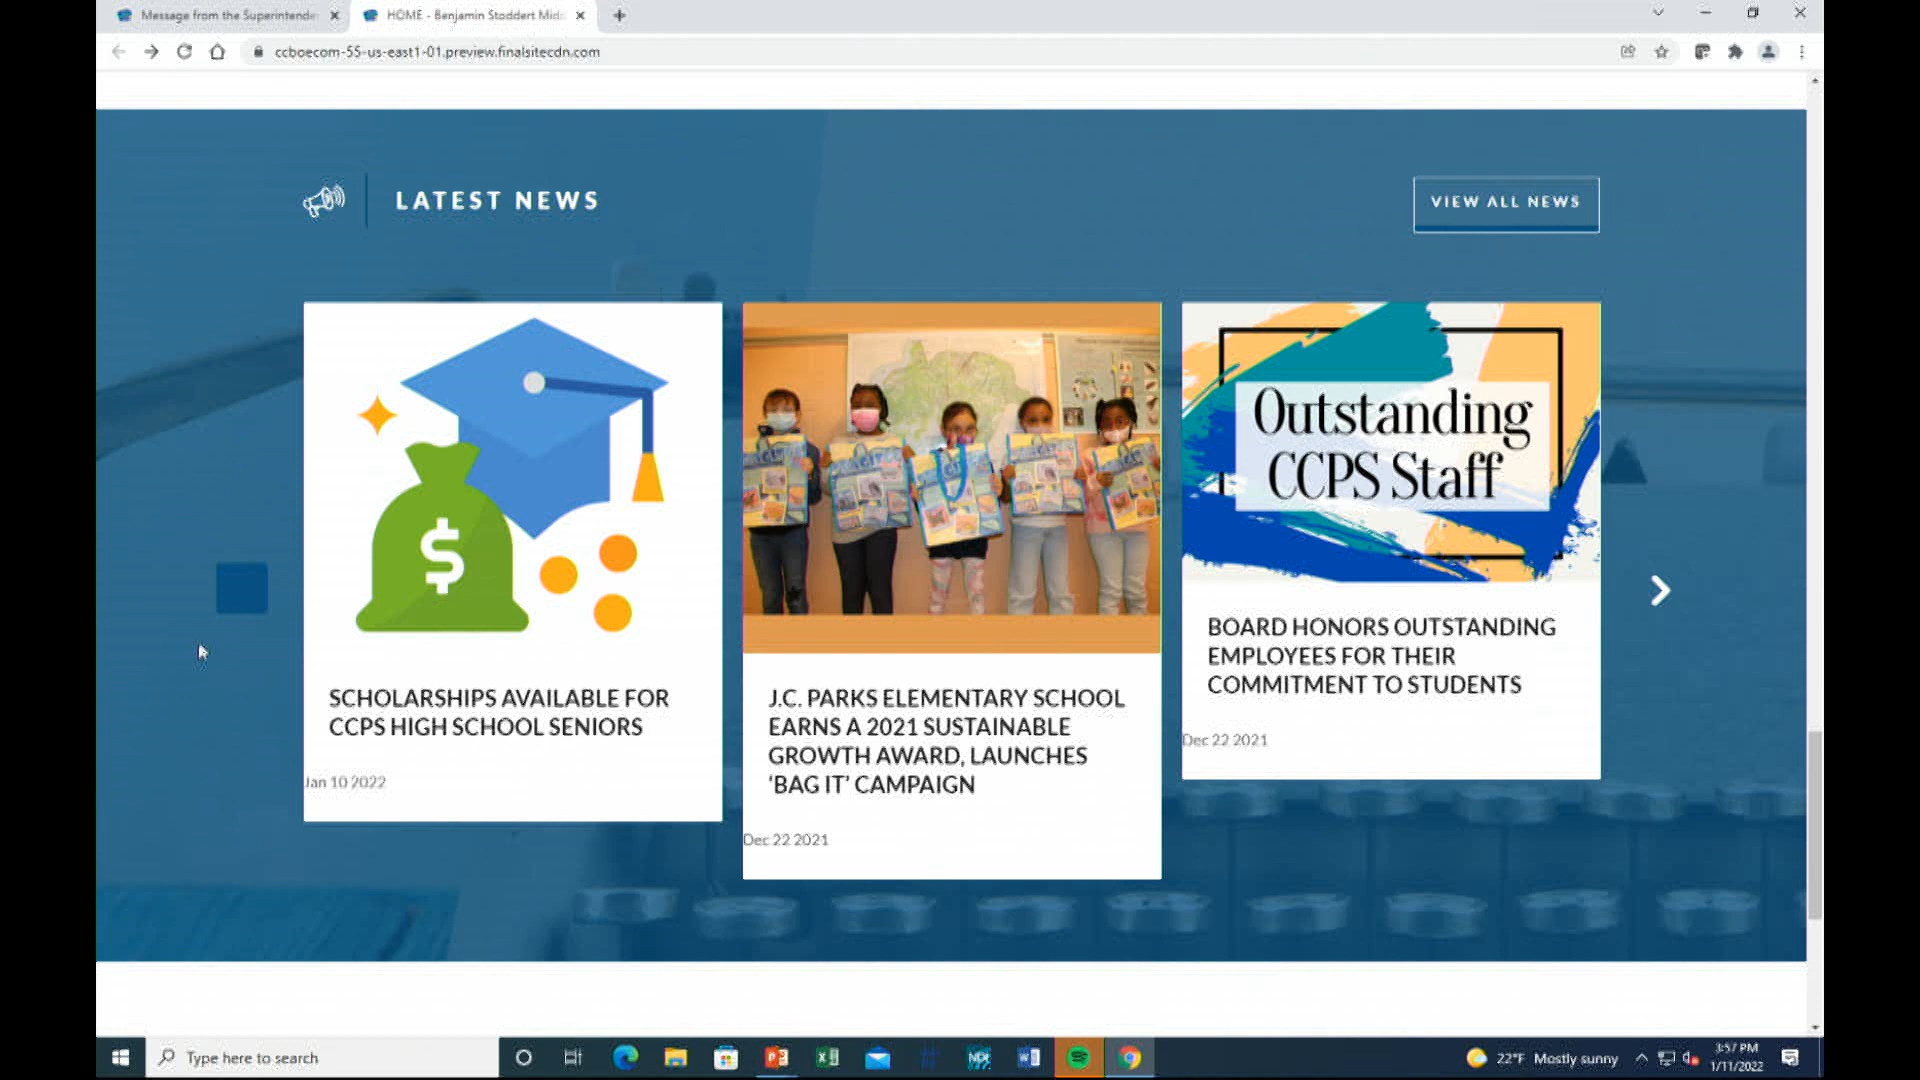 Message from the Superintende
HOME - Benjamin Stoddert Mid
ccboecom-55-us-east1-01.preview.finalsitecdn.com
LATEST NEWS
VIEW ALL NEWS
$
SCHOLARSHIPS AVAILABLE FOR
CCPS HIGH SCHOOL SENIORS
Jan 10 2022
J.C. PARKS ELEMENTARY SCHOOL
EARNS A 2021 SUSTAINABLE
GROWTH AWARD, LAUNCHES
'BAG IT' CAMPAIGN
Dec 22 2021
Outstanding
CCPS Staff
BOARD HONORS OUTSTANDING
EMPLOYEES FOR THEIR
COMMITMENT TO STUDENTS
Dec 22 2021
Type here to search
22°F Mostly sunny
3:57 PM
1/11/2022